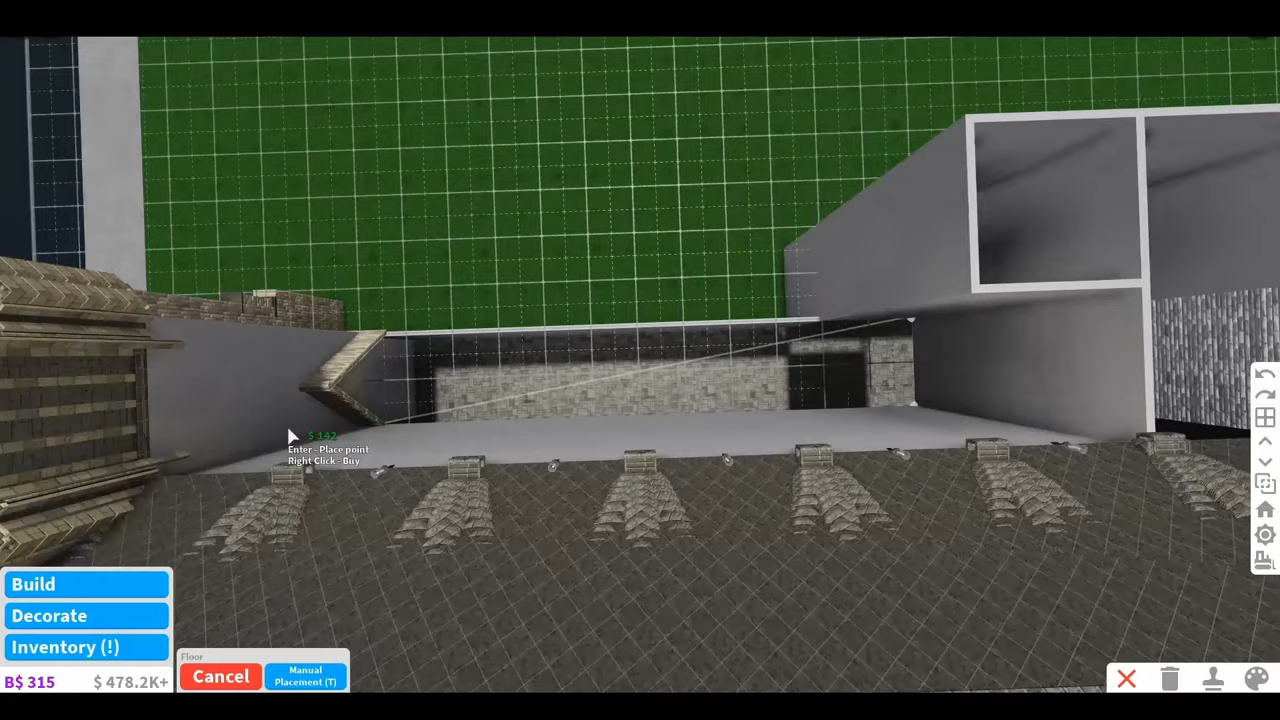 $ 142
Enter - Place point
Right Click - Buy
Build
Decorate
Inventory (!)
B$ 315
$ 478.2K+
Floor
Cancel
Manual
Placement (T)